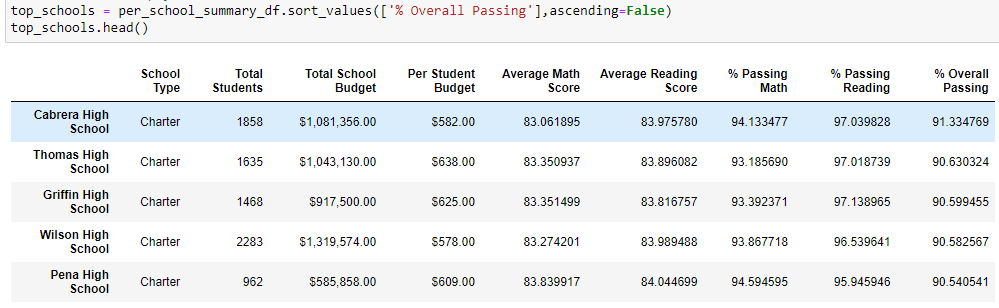 top_schools = per_school_summary_df.sort_values(['% Overall Passing'],ascending=False)
top_schools.head()
School Type Total Students Total School Budget Per Student Budget Average Math Score Average Reading Score % Passing Math % Passing Reading % Overall Passing
Cabrera High School Charter 1858 $1,081,356.00 $582.00 83.061895 83.975780 94.133477 97.039828 91.334769
Thomas High School Charter 1635 $1,043,130.00 $638.00 83.350937 83.896082 93.185690 97.018739 90.630324
Griffin High School Charter 1468 $917,500.00 $625.00 83.351499 83.816757 93.392371 97.138965 90.599455
Wilson High School Charter 2283 $1,319,574.00 $578.00 83.274201 83.989488 93.867718 96.539641 90.582567
Pena High School Charter 962 $585,858.00 $609.00 83.839917 84.044699 94.594595 95.945946 90.540541